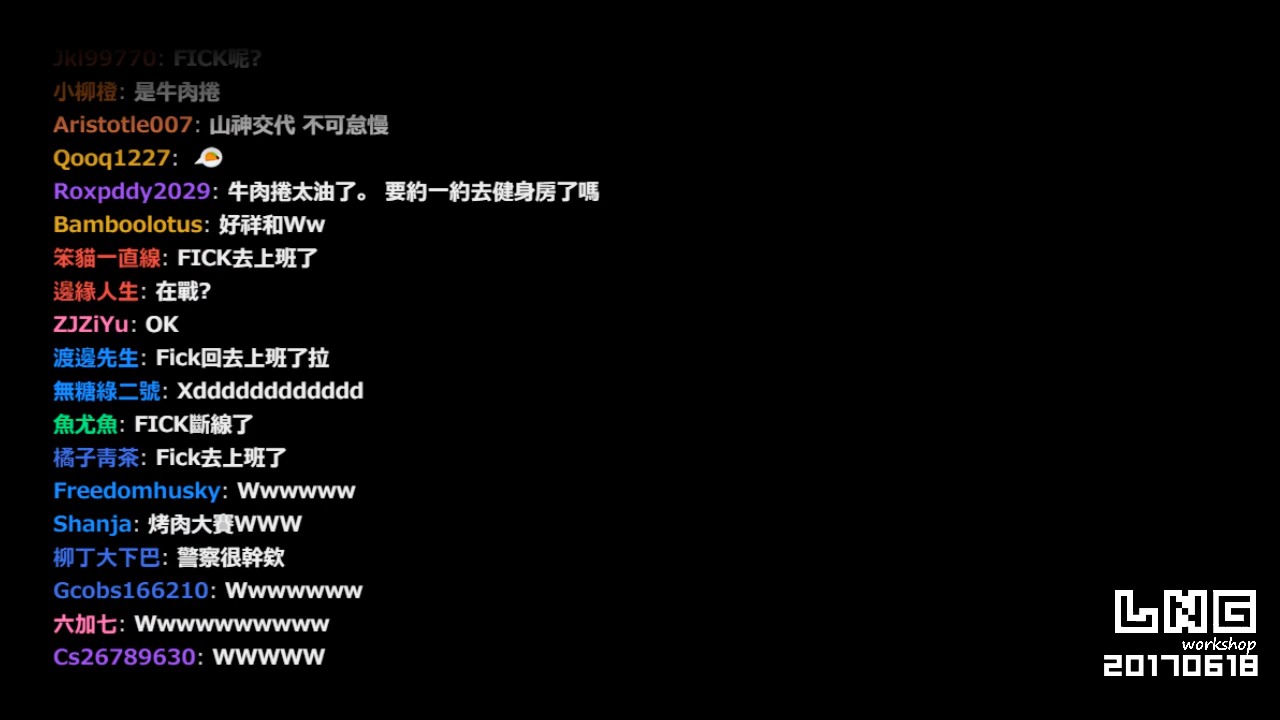 Jkl99770: FICK呢?
小柳橙: 是牛肉捲
Aristotle007: 山神交代 不可怠慢
Qooq1227:
Roxpddy2029: 牛肉捲太油了。 要約一約去健身房了嗎
Bamboolotus: 好祥和Ww
笨貓一直線: FICK去上班了
邊緣人生: 在戰?
ZJZiYu: OK
渡邊先生: Fick回去上班了拉
無糖綠二號: Xdddddddddddd
魚尤魚: FICK斷線了
橘子青茶: Fick去上班了
Freedomhusky: Wwwwwww
Shanja: 烤肉大賽WWW
柳丁大下巴: 警察很幹欸
Gcobs166210: Wwwwwwww
六加七: Wwwwwwwwwww
Cs26789630: WWWWW
LNG
workshop
20170618